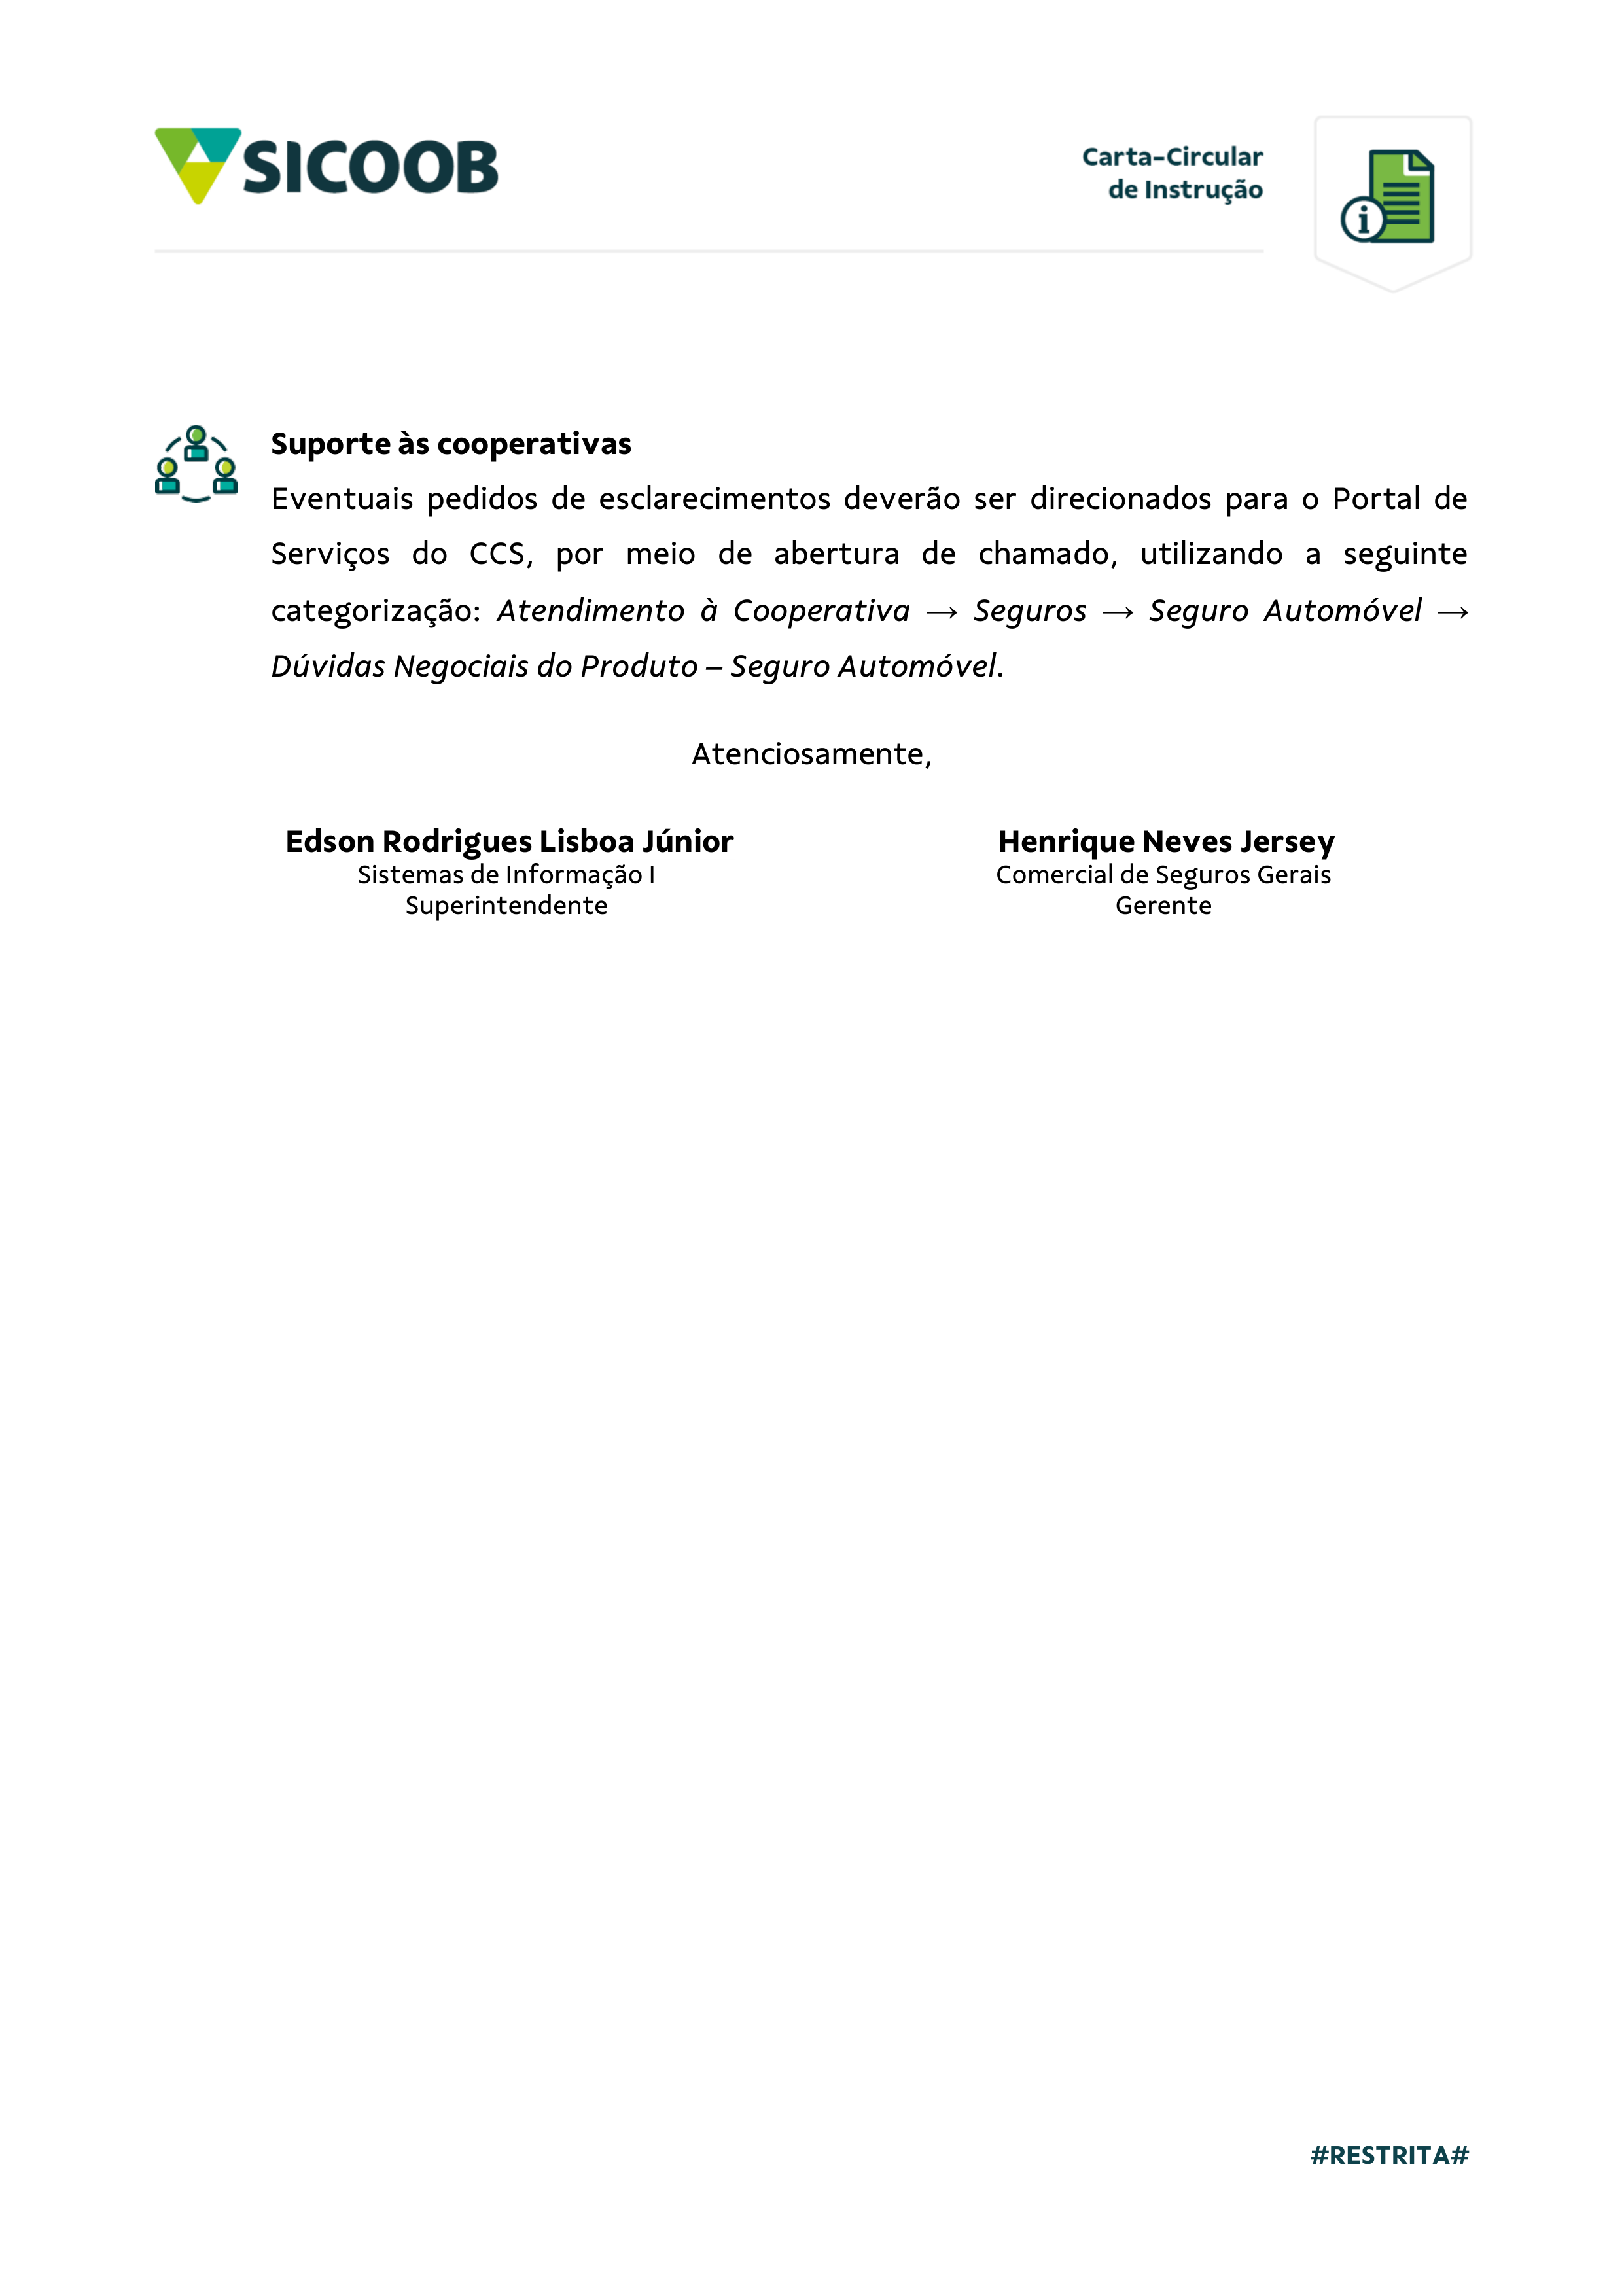 SICOOB
Carta-Circular
de Instrução
Suporte às cooperativas
Eventuais pedidos de esclarecimentos deverão ser direcionados para o Portal de
Serviços do CCS, por meio de abertura de chamado, utilizando a seguinte
categorização: Atendimento à Cooperativa → Seguros → Seguro Automóvel →
Dúvidas Negociais do Produto – Seguro Automóvel.
Atenciosamente,
Edson Rodrigues Lisboa Júnior
Sistemas de Informação I
Superintendente
Henrique Neves Jersey
Comercial de Seguros Gerais
Gerente
#RESTRITA#